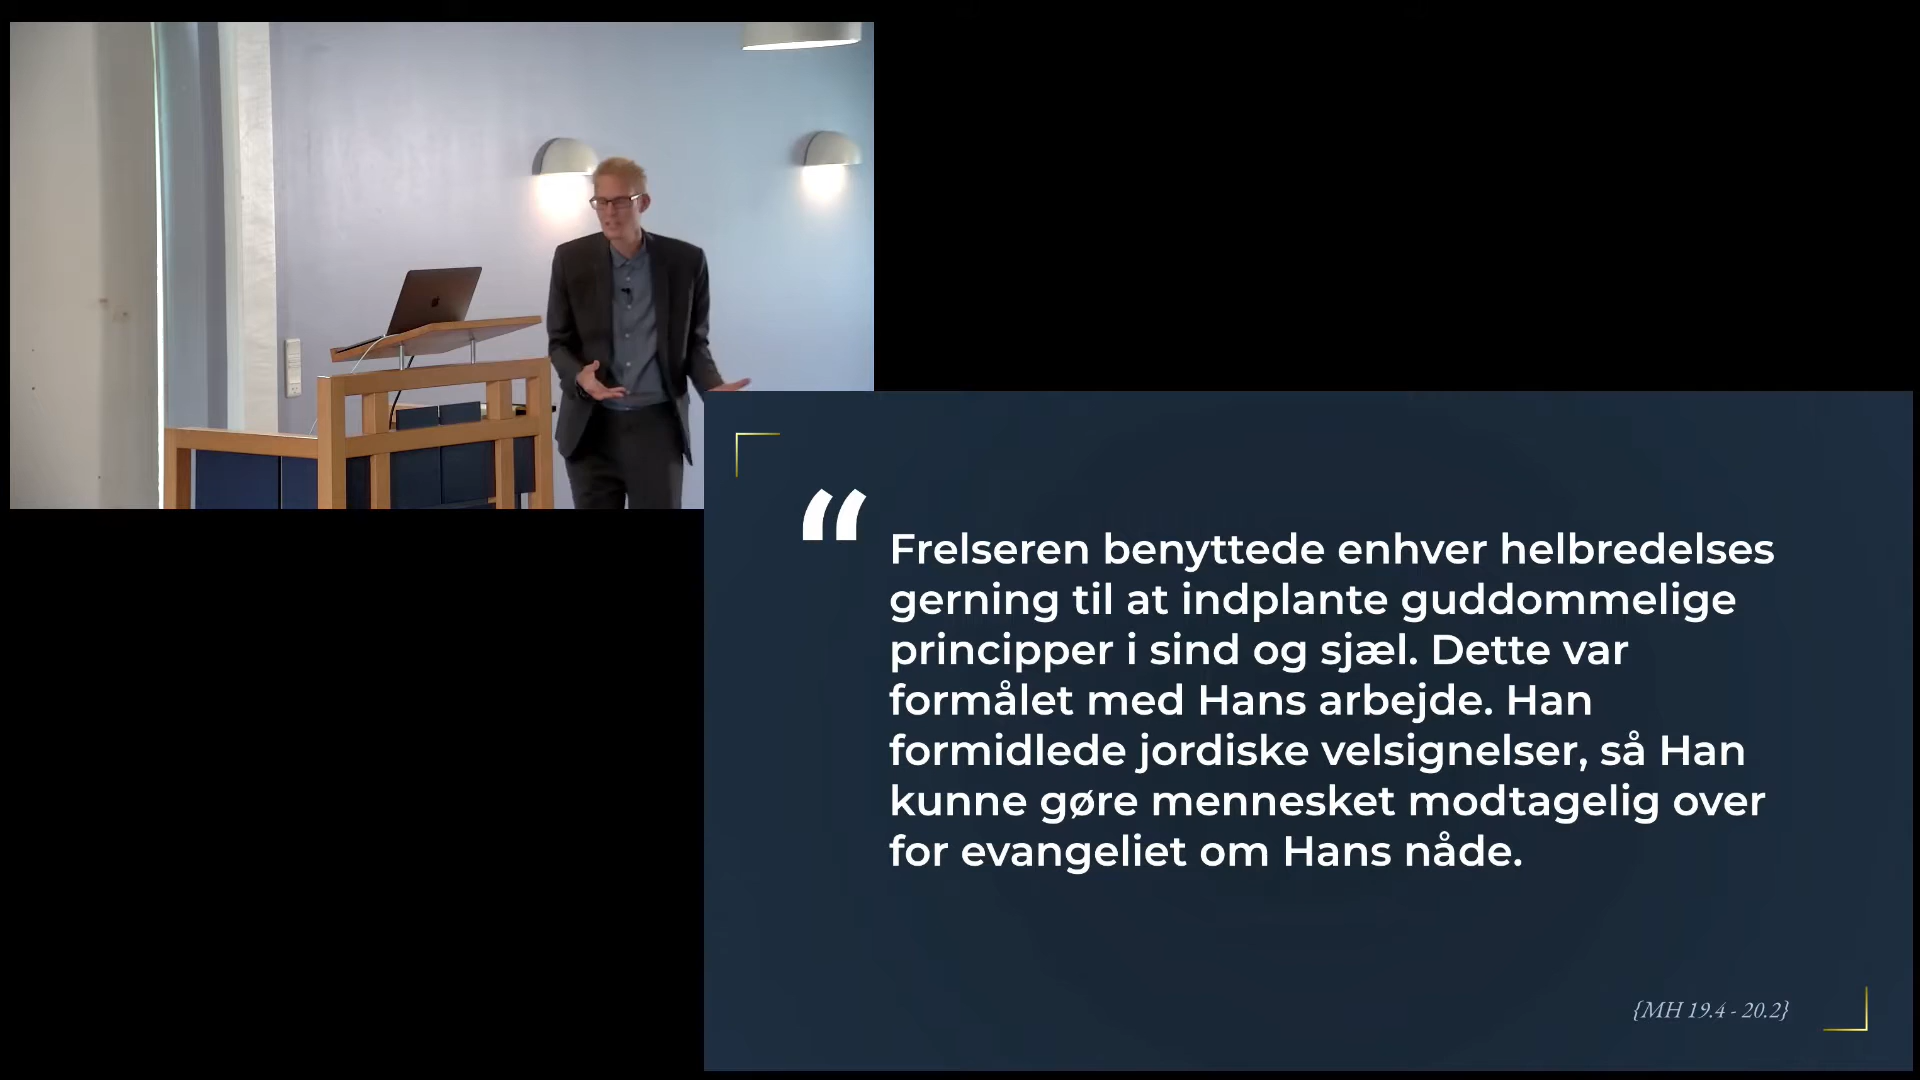 “
Frelseren benyttede enhver helbredelses
gerning til at indplante guddommelige
principper i sind og sjæl. Dette var
formålet med Hans arbejde. Han
formidlede jordiske velsignelser, så Han
kunne gøre mennesket modtagelig over
for evangeliet om Hans nåde.
{MH 19.4 - 20.2}